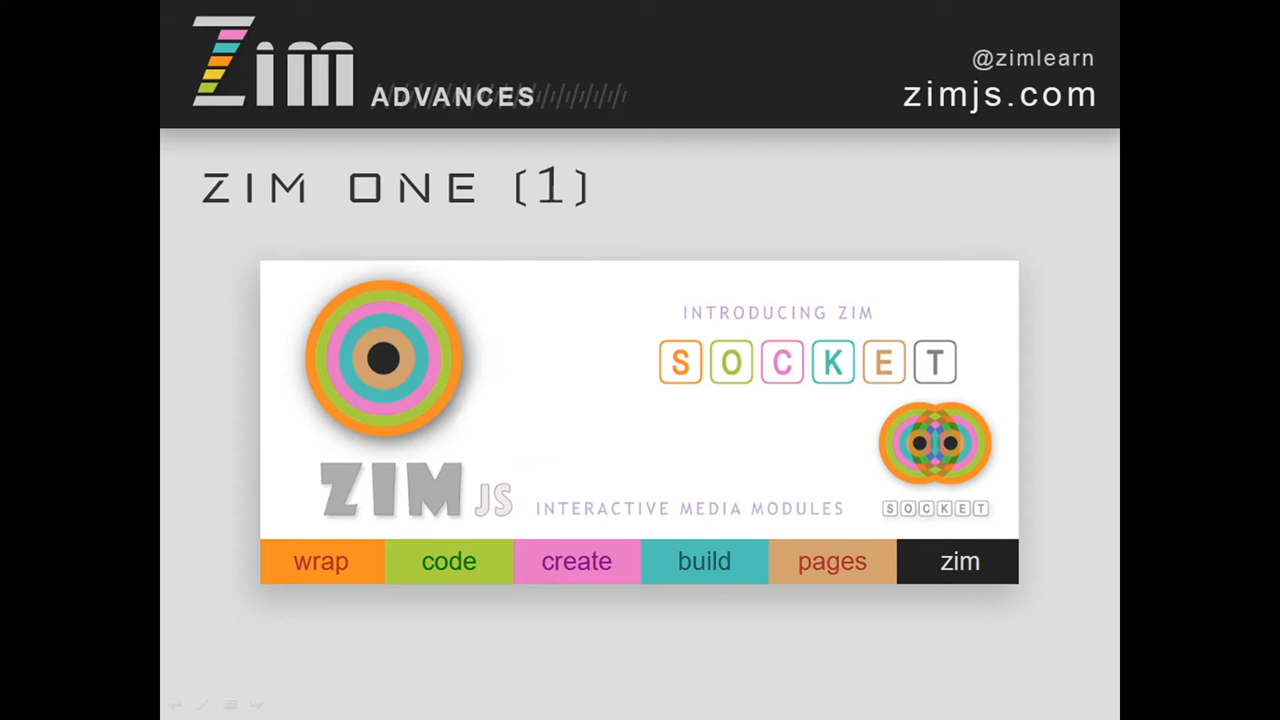 Zim ADVANCES
@zimlearn
zimjs.com
ZIM ONE (1)
INTRODUCING ZIM
SOCKET
ZIM JS
INTERACTIVE MEDIA MODULES
SOCKET
wrap code create build pages zim